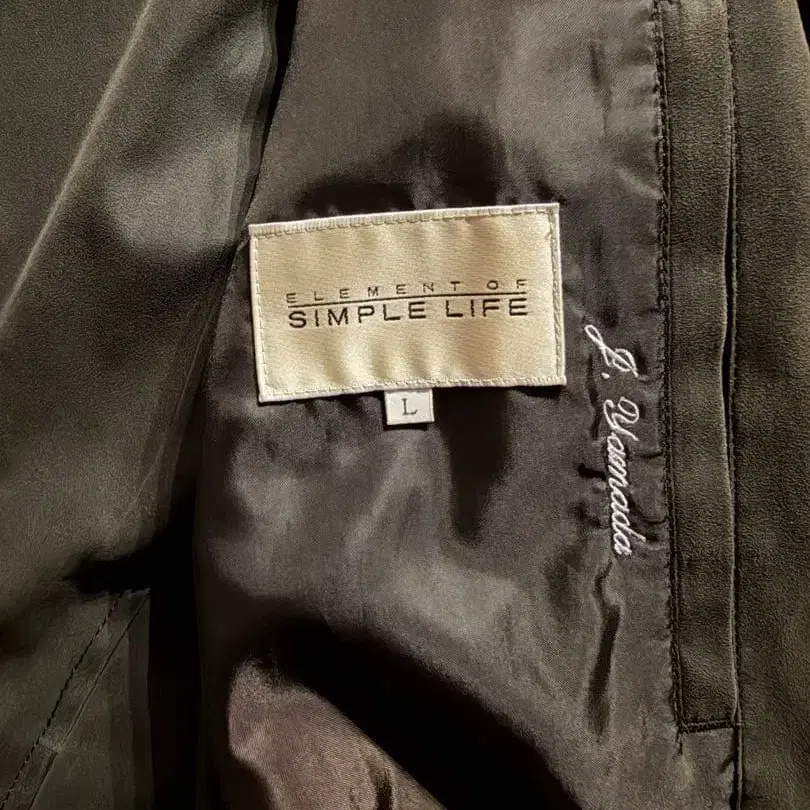 ELEMENT OF
SIMPLE LIFE
L
J. Yamada